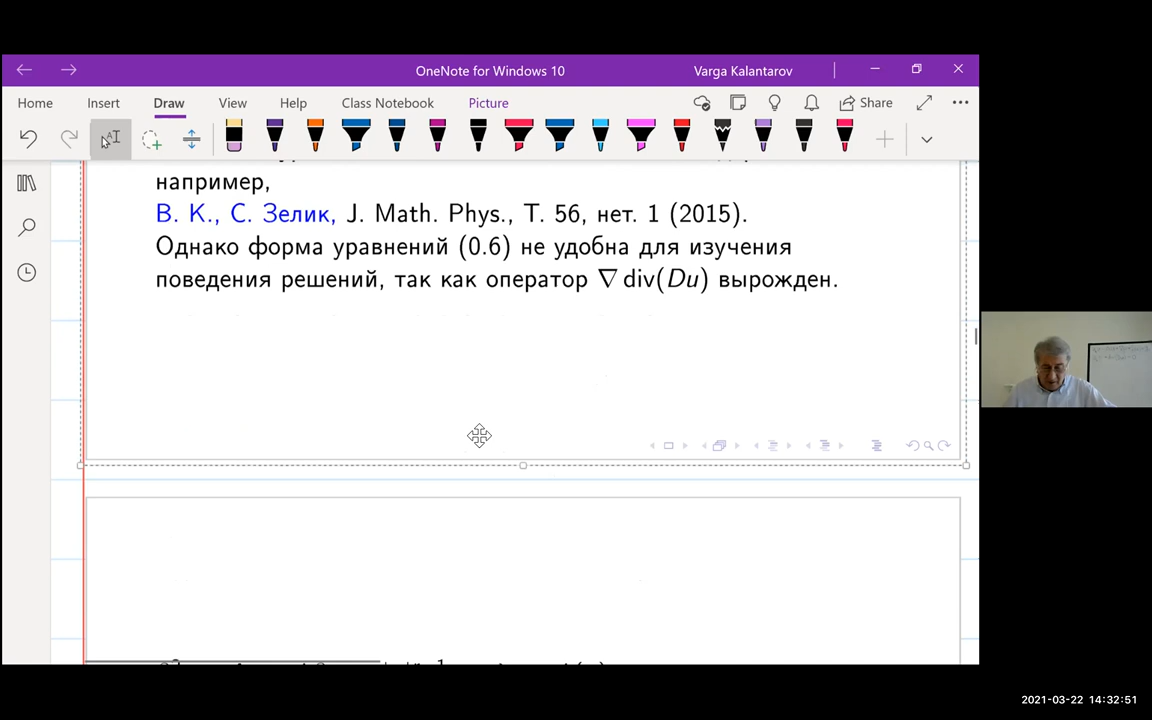 OneNote for Windows 10
Varga Kalantarov
Home Insert Draw View Help Class Notebook Picture Share
например,
В. К., С. Зелик, J. Math. Phys., Т. 56, нет. 1 (2015).
Однако форма уравнений (0.6) не удобна для изучения
поведения решений, так как оператор ∇ div(Du) вырожден.
2021-03-22 14:32:51